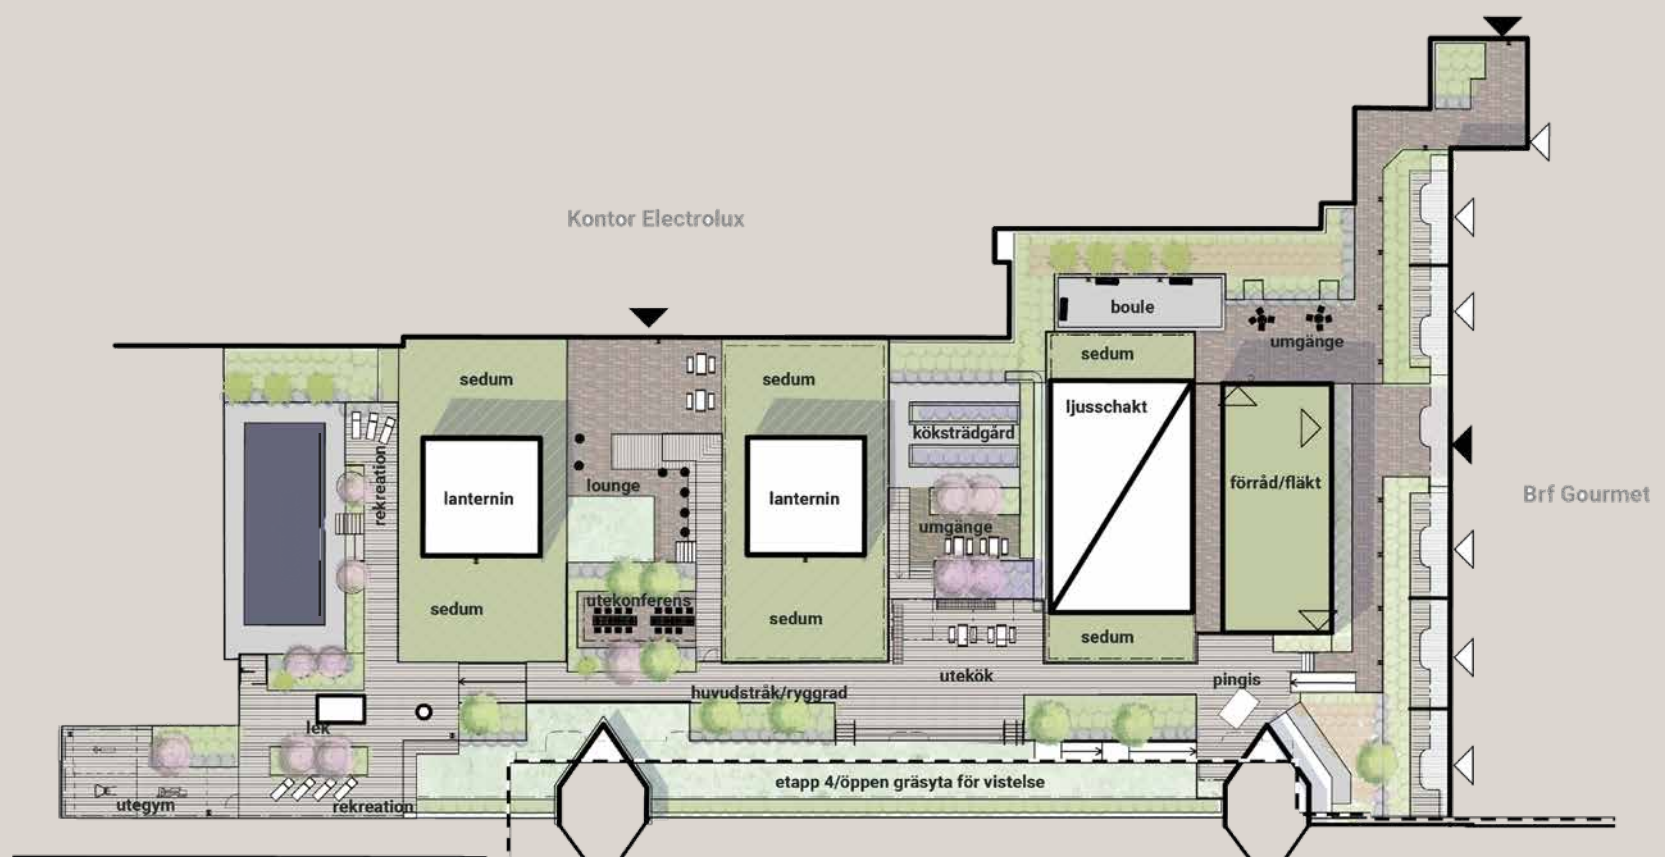 Kontor Electrolux
boule
umgänge
sedum
sedum
sedum
ljusschakt
köksträdgård
rekreation
lounge
lanternin
lanternin
förråd/fläkt
Brf Gourmet
umgänge
utekonferens
sedum
sedum
sedum
utekök
pingis
huvudstråk/ryggrad
lek
etapp 4/öppen gräsyta för vistelse
utegym
rekreation